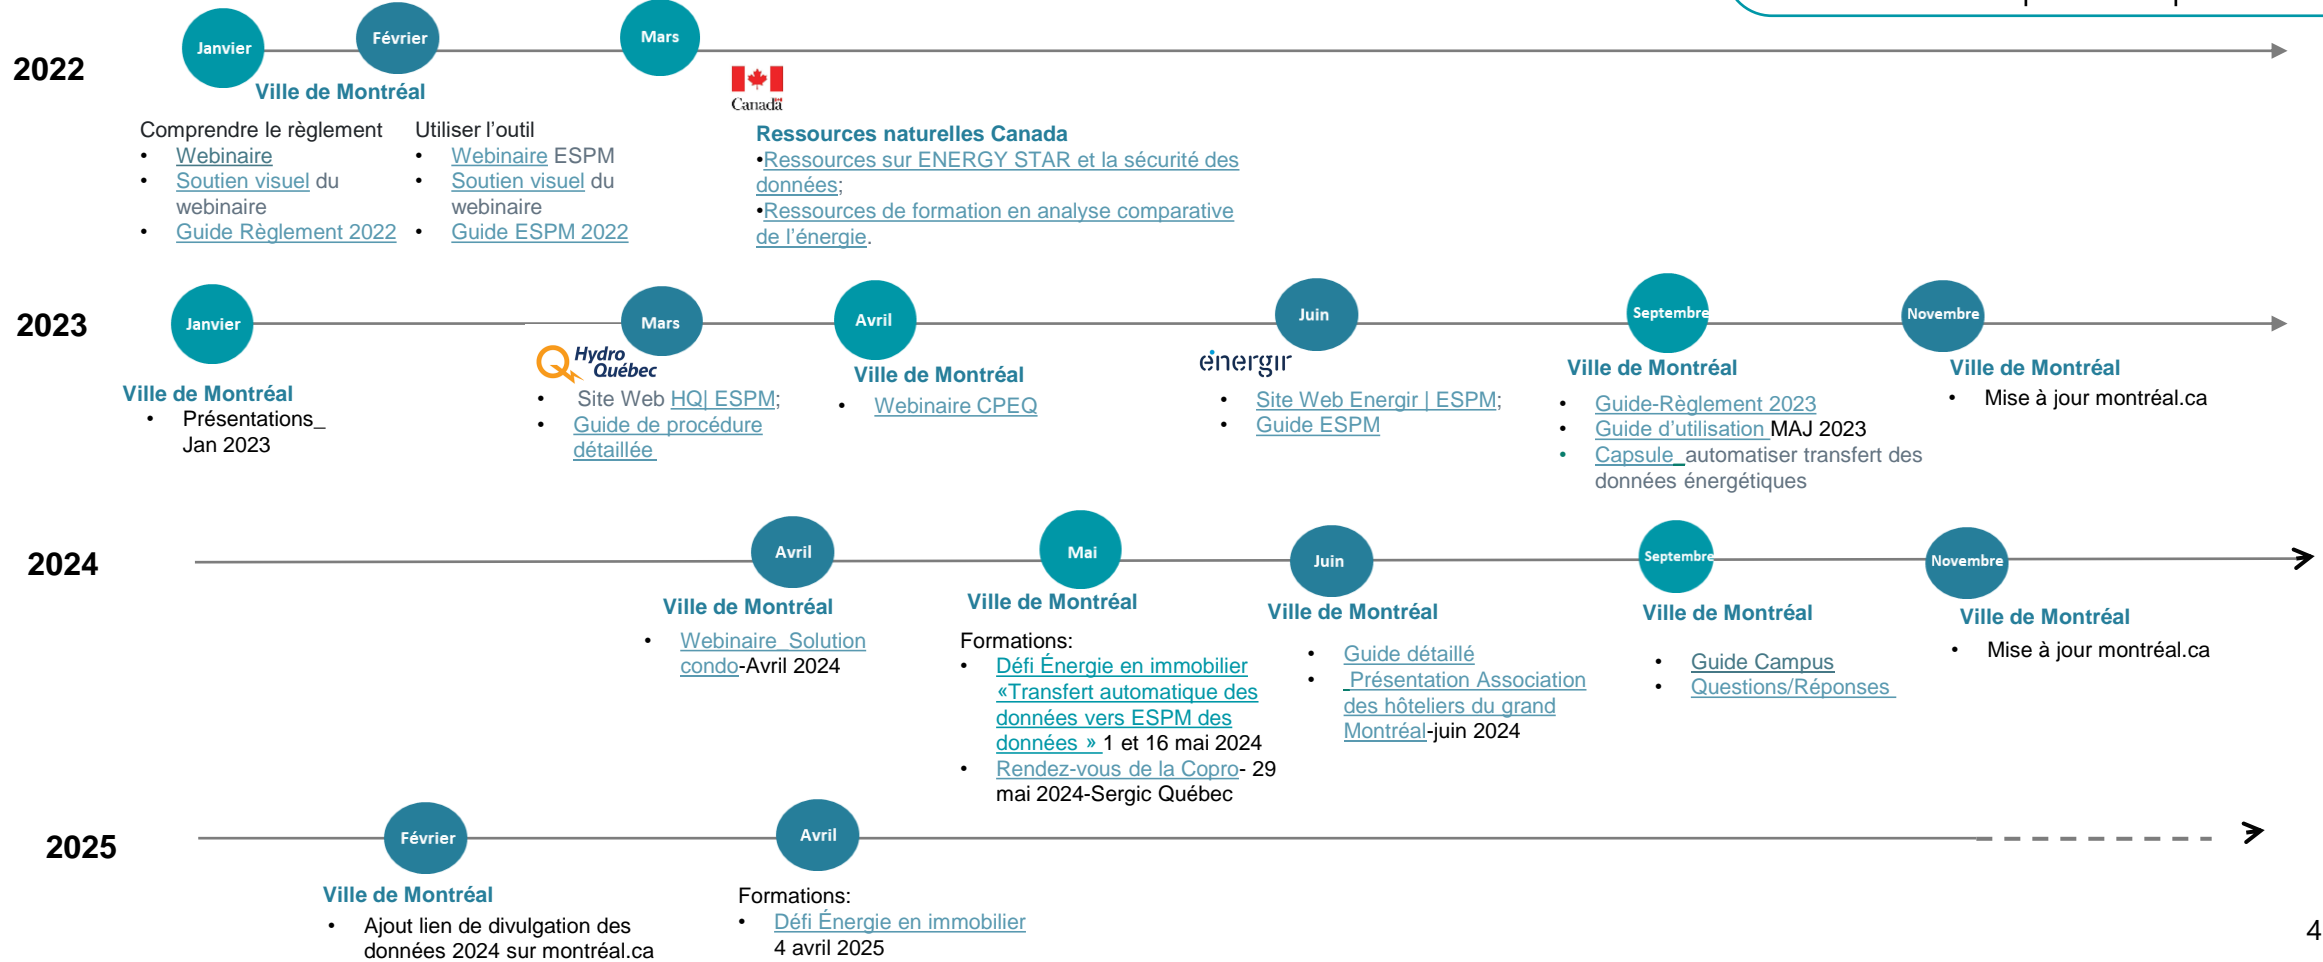 2022
Janvier
Février
Mars
Ville de Montréal
Comprendre le règlement
• Webinaire
• Soutien visuel du
webinaire
• Guide Règlement 2022
Utiliser l’outil
• Webinaire ESPM
• Soutien visuel du
webinaire
• Guide ESPM 2022
Canada
Ressources naturelles Canada
•Ressources sur ENERGY STAR et la sécurité des
données;
•Ressources de formation en analyse comparative
de l’énergie.
2023
Janvier
Mars
Avril
Juin
Septembre
Novembre
Ville de Montréal
• Présentations_
Jan 2023
Hydro
Québec
• Site Web HQ| ESPM;
• Guide de procédure
détaillée
Ville de Montréal
• Webinaire CPEQ
énergir
• Site Web Energir | ESPM;
• Guide ESPM
Ville de Montréal
• Guide-Règlement 2023
• Guide d’utilisation MAJ 2023
• Capsule_automatiser transfert des
données énergétiques
Ville de Montréal
• Mise à jour montréal.ca
2024
Avril
Mai
Juin
Septembre
Novembre
Ville de Montréal
• Webinaire_Solution
condo-Avril 2024
Ville de Montréal
Formations:
• Défi Énergie en immobilier
«Transfert automatique des
données vers ESPM des
données » 1 et 16 mai 2024
• Rendez-vous de la Copro- 29
mai 2024-Sergic Québec
Ville de Montréal
• Guide détaillé
• _Présentation Association
des hôteliers du grand
Montréal-juin 2024
Ville de Montréal
• Guide Campus
• Questions/Réponses
Ville de Montréal
• Mise à jour montréal.ca
2025
Février
Avril
Ville de Montréal
• Ajout lien de divulgation des
données 2024 sur montréal.ca
Formations:
• Défi Énergie en immobilier
4 avril 2025
4